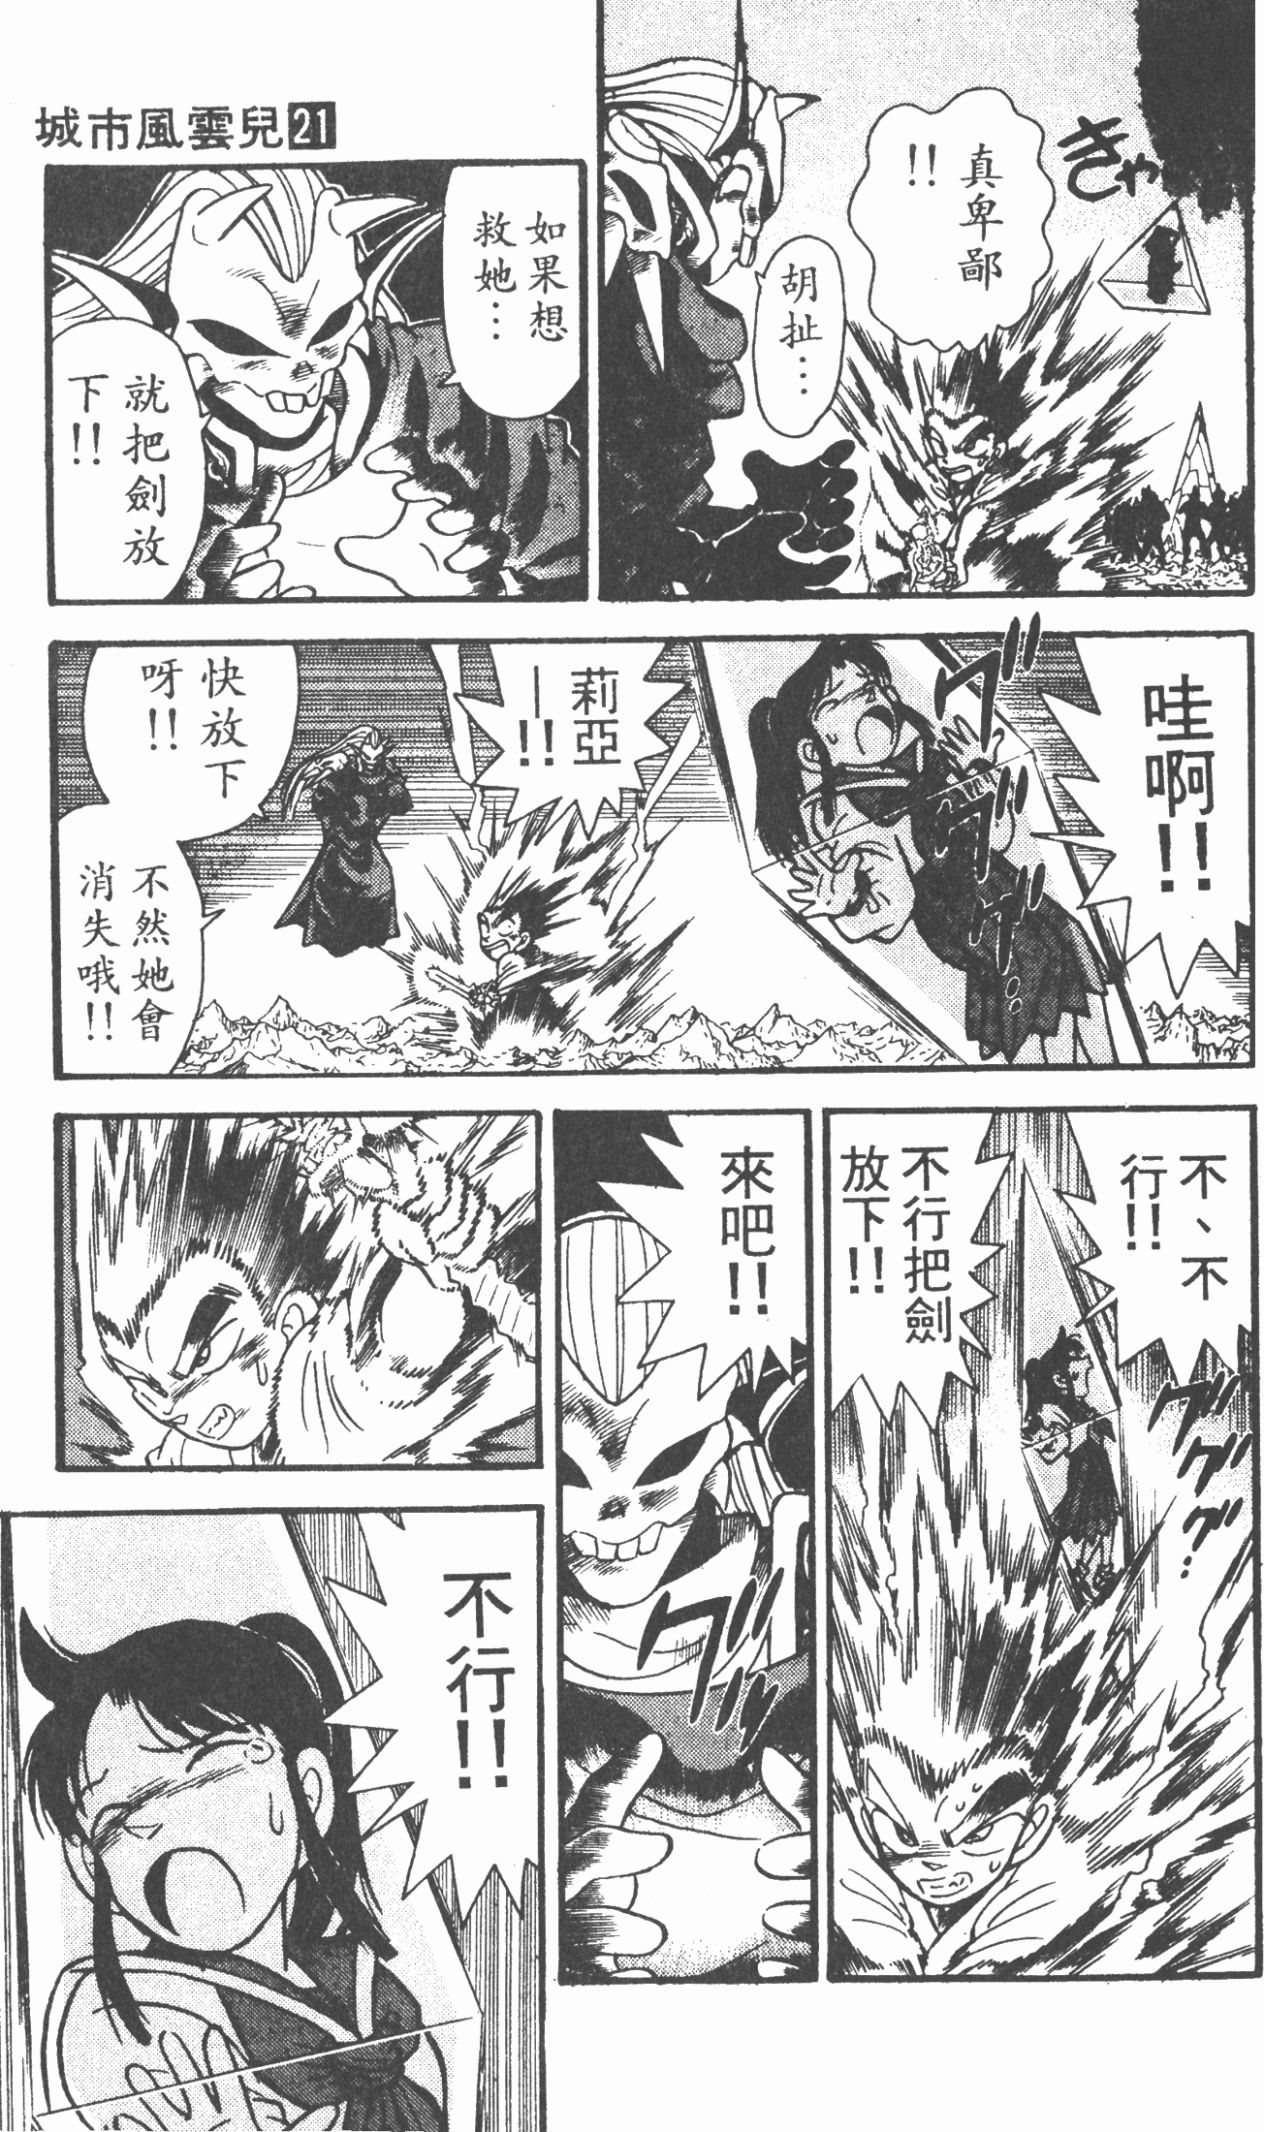 城市風雲兒21
真卑鄙
!!
きゃ
胡扯…
如果想
救她…
就把劍放
下!!
哇啊!!
莉亞
—!!
快放下
呀!!
不然她會
消失哦!!
不、不
行!!
不行把劍
放下!!
來吧!!
不行!!